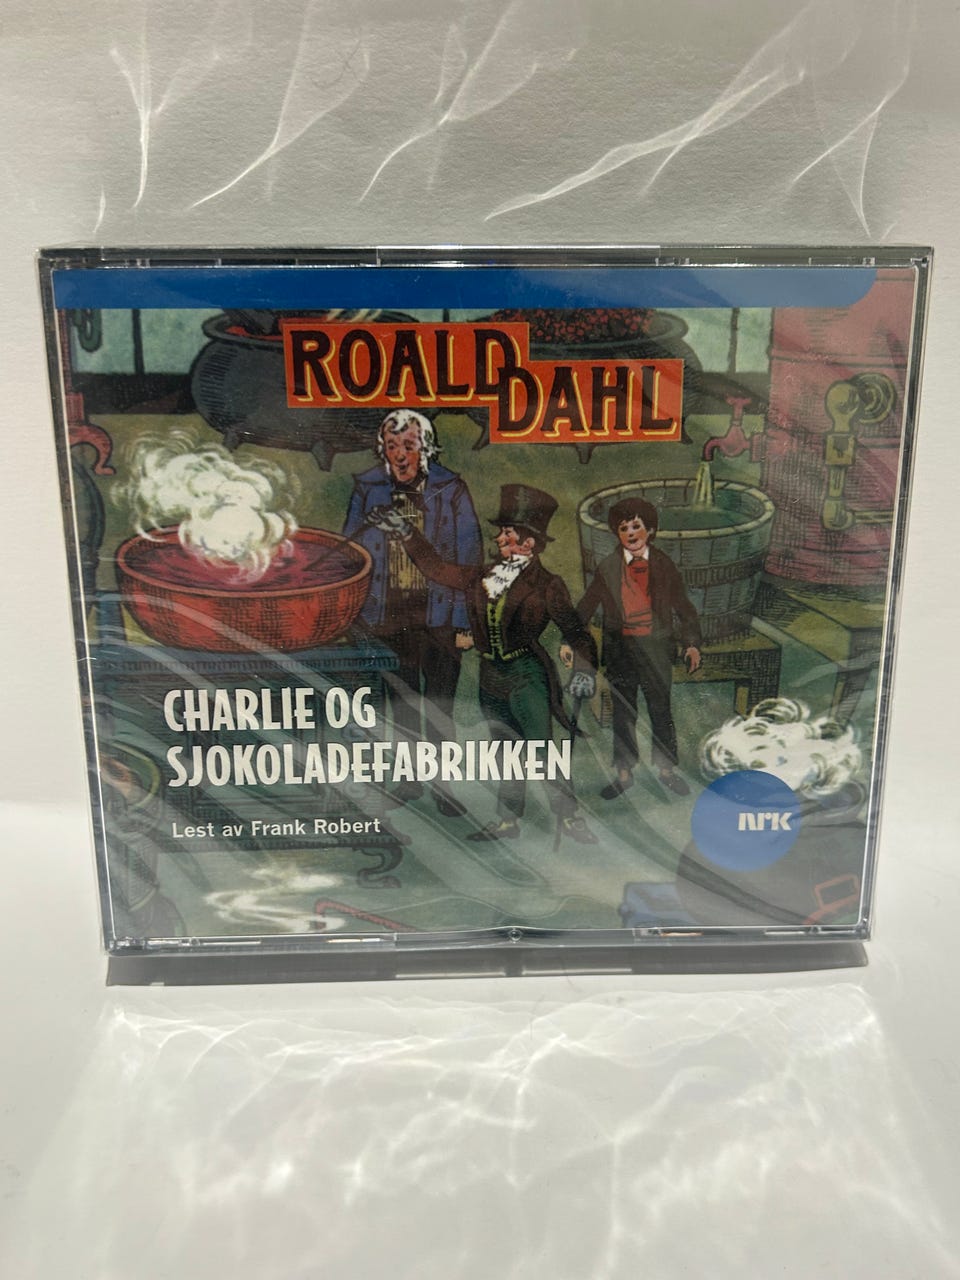 ROALD
DAHL
CHARLIE OG
SJOKOLADEFABRIKKEN
Lest av Frank Robert
NRK